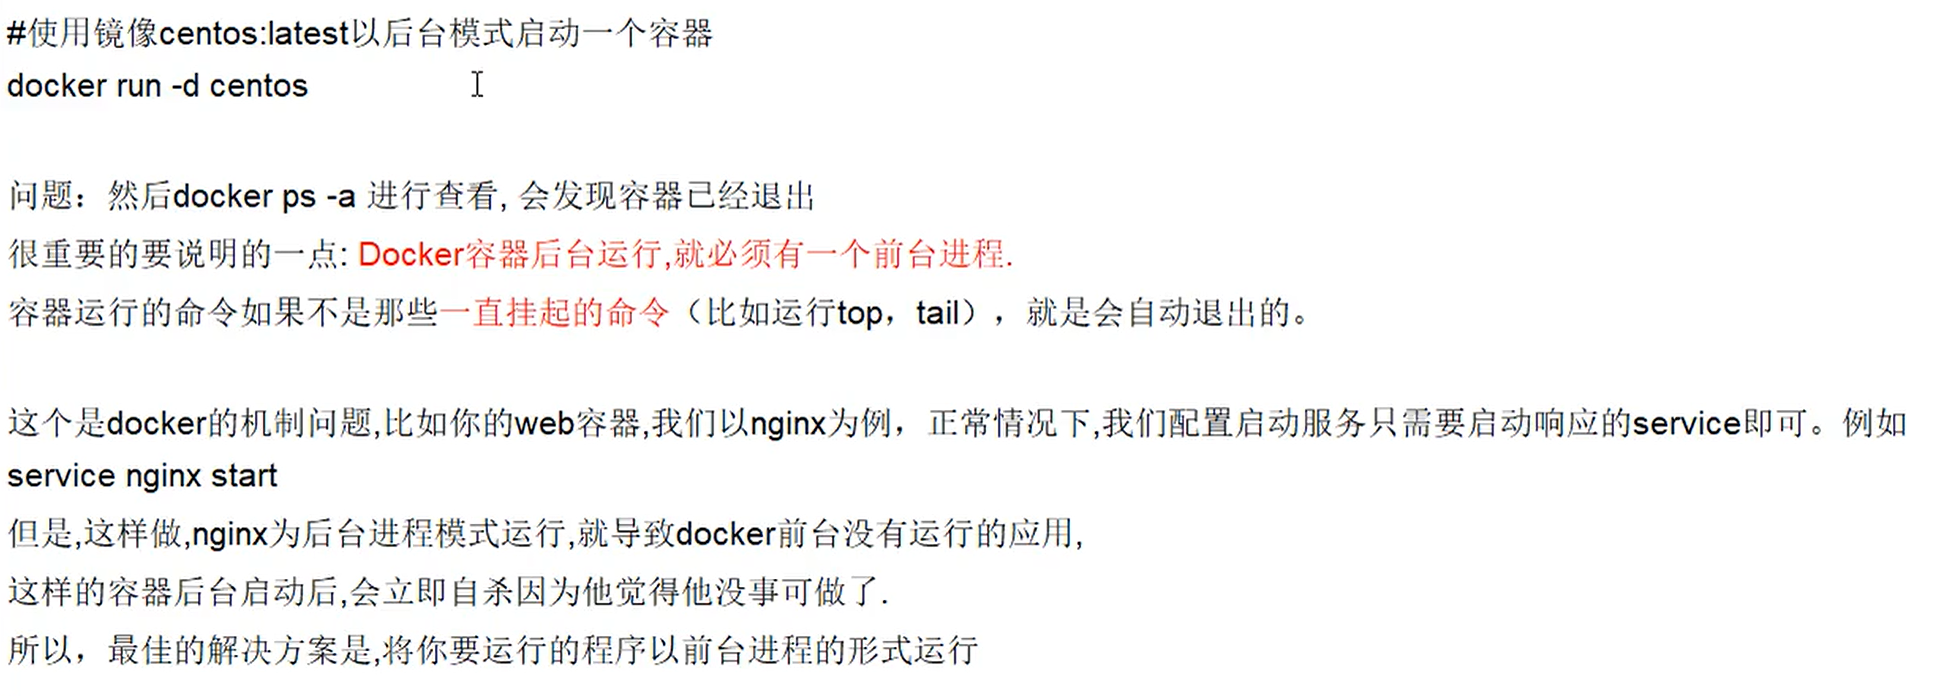 #使用镜像centos:latest以后台模式启动一个容器
docker run -d centos
问题：然后docker ps -a 进行查看, 会发现容器已经退出
很重要的要说明的一点: Docker容器后台运行,就必须有一个前台进程.
容器运行的命令如果不是那些一直挂起的命令（比如运行top，tail），就是会自动退出的。
这个是docker的机制问题,比如你的web容器,我们以nginx为例，正常情况下,我们配置启动服务只需要启动响应的service即可。例如
service nginx start
但是,这样做,nginx为后台进程模式运行,就导致docker前台没有运行的应用,
这样的容器后台启动后,会立即自杀因为他觉得他没事可做了.
所以，最佳的解决方案是,将你要运行的程序以前台进程的形式运行